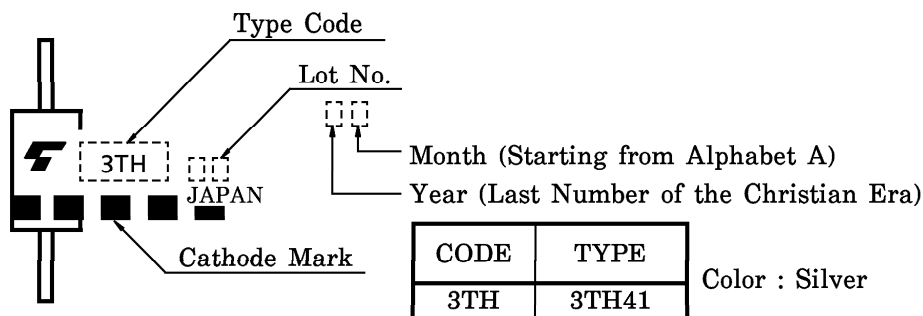 Type Code
Lot No.
3TH
JAPAN
Month (Starting from Alphabet A)
Year (Last Number of the Christian Era)
Cathode Mark
CODE TYPE
3TH 3TH41
Color : Silver